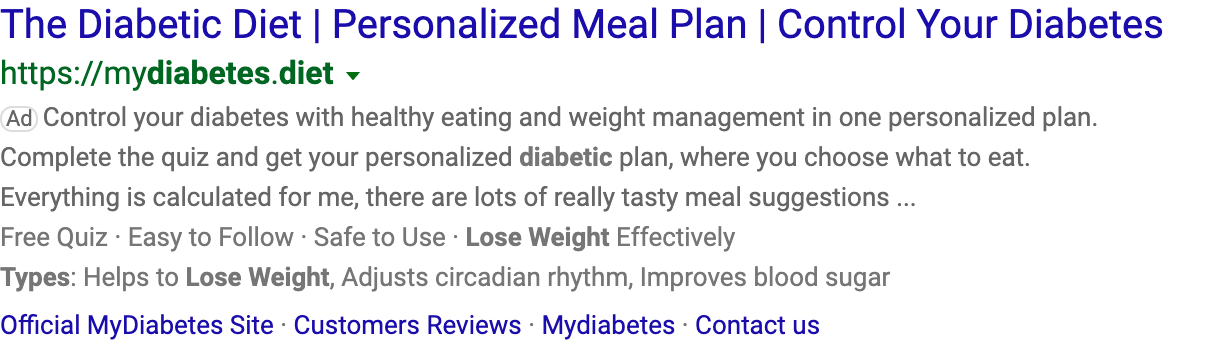 The Diabetic Diet | Personalized Meal Plan | Control Your Diabetes
https://mydiabetes.diet
Ad Control your diabetes with healthy eating and weight management in one personalized plan.
Complete the quiz and get your personalized diabetic plan, where you choose what to eat.
Everything is calculated for me, there are lots of really tasty meal suggestions ...
Free Quiz · Easy to Follow · Safe to Use · Lose Weight Effectively
Types: Helps to Lose Weight, Adjusts circadian rhythm, Improves blood sugar
Official MyDiabetes Site · Customers Reviews · Mydiabetes · Contact us